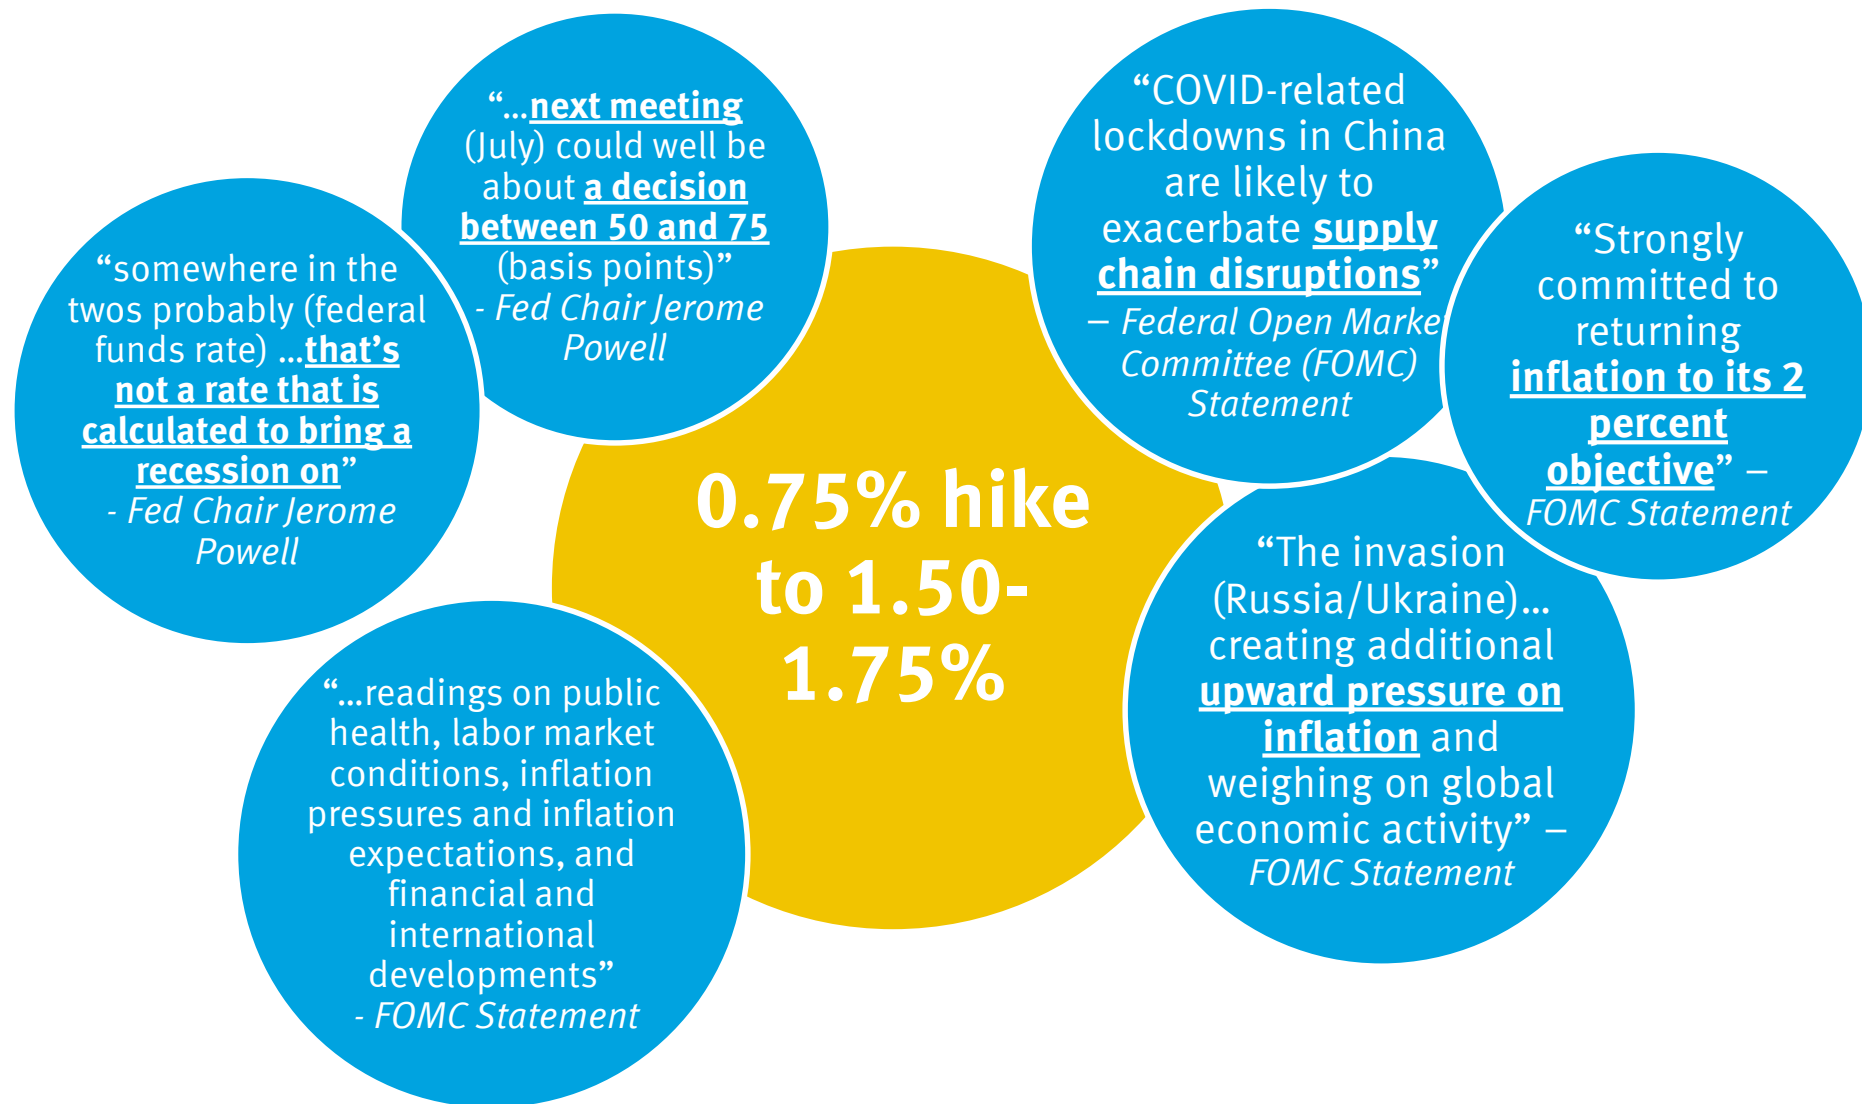 “...next meeting
(July) could well be
about a decision
between 50 and 75
(basis points)”
- Fed Chair Jerome
Powell
“somewhere in the
twos probably (federal
funds rate) ...that’s
not a rate that is
calculated to bring a
recession on”
- Fed Chair Jerome
Powell
“...readings on public
health, labor market
conditions, inflation
pressures and inflation
expectations, and
financial and
international
developments”
- FOMC Statement
0.75% hike
to 1.50-
1.75%
“COVID-related
lockdowns in China
are likely to
exacerbate supply
chain disruptions”
– Federal Open Marke
Committee (FOMC)
Statement
“Strongly
committed to
returning
inflation to its 2
percent
objective” –
FOMC Statement
“The invasion
(Russia/Ukraine)...
creating additional
upward pressure on
inflation and
weighing on global
economic activity” –
FOMC Statement